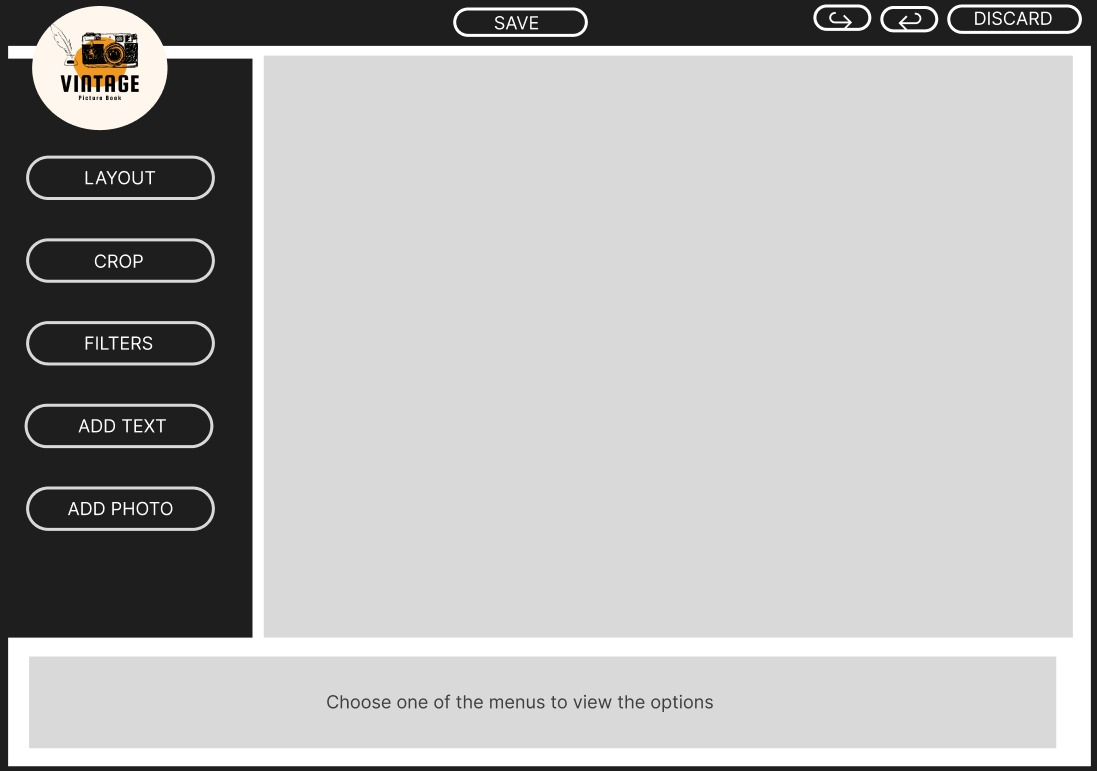 SAVE
DISCARD
VINTAGE
Picture Book
LAYOUT
CROP
FILTERS
ADD TEXT
ADD PHOTO
Choose one of the menus to view the options